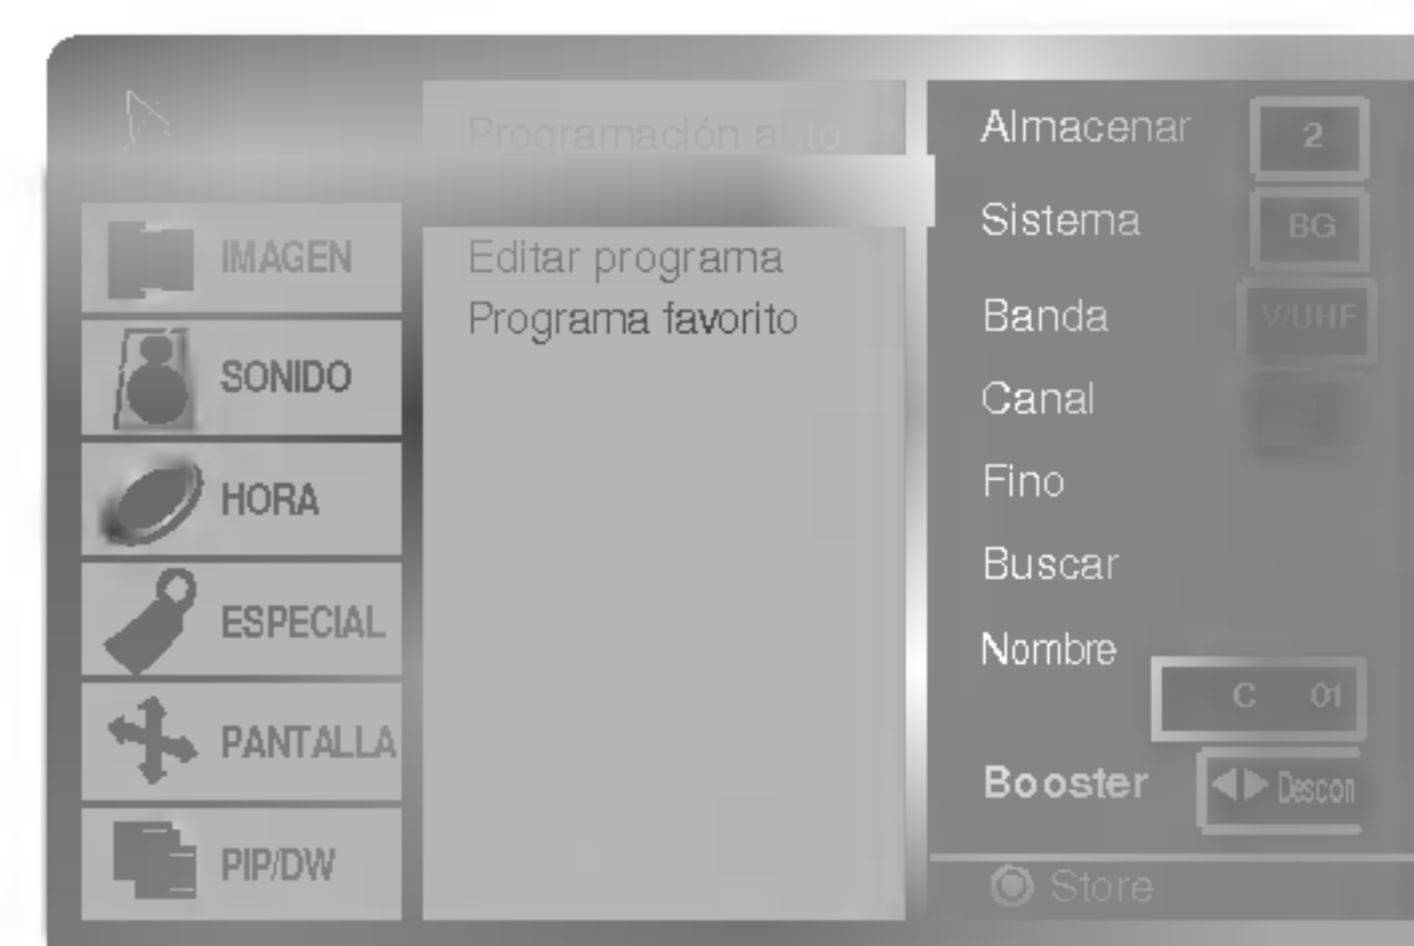 IMAGEN
SONIDO
HORA
ESPECIAL
PANTALLA
PIP/DW
Programación auto
Editar programa
Programa favorito
Almacenar 2
Sistema BG
Banda V/UHF
Canal
Fino
Buscar
Nombre
C 01
Booster ◀▶ Descon
Store